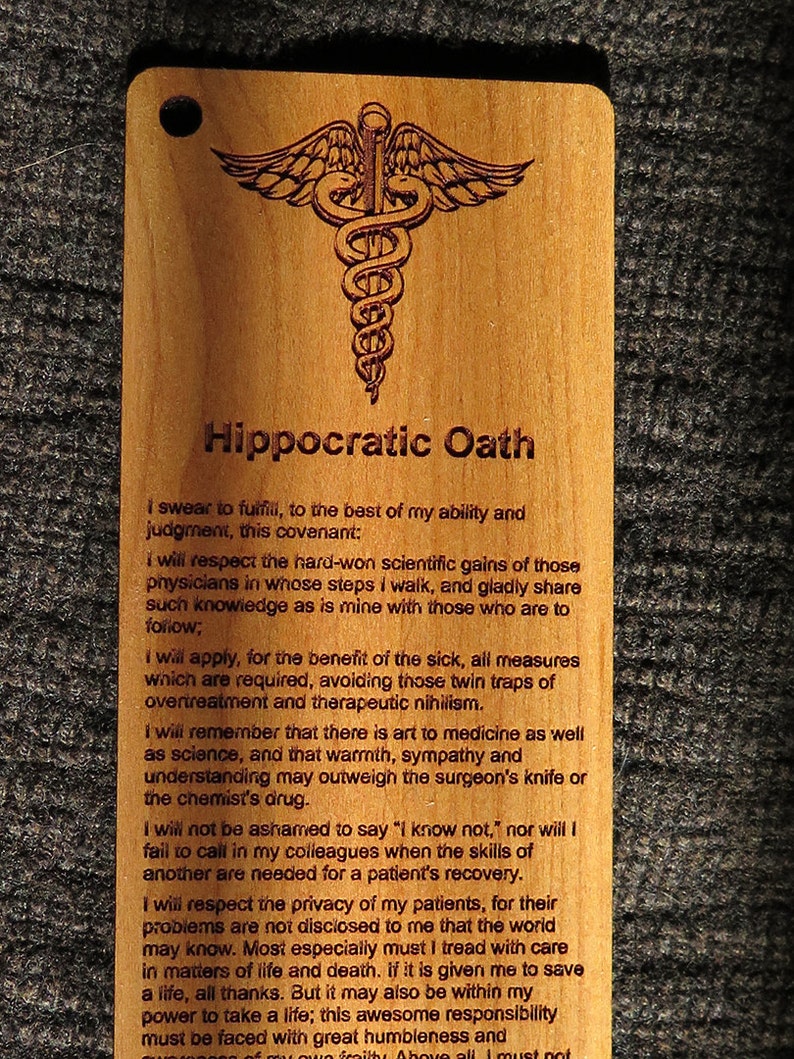 Hippocratic Oath
I swear to fulfill, to the best of my ability and
judgment, this covenant:
I will respect the hard-won scientific gains of those
physicians in whose steps I walk, and gladly share
such knowledge as is mine with those who are to
follow;
I will apply, for the benefit of the sick, all measures
which are required, avoiding those twin traps of
overtreatment and therapeutic nihilism.
I will remember that there is art to medicine as well
as science, and that warmth, sympathy and
understanding may outweigh the surgeon's knife or
the chemist's drug.
I will not be ashamed to say "I know not," nor will I
fail to call in my colleagues when the skills of
another are needed for a patient's recovery.
I will respect the privacy of my patients, for their
problems are not disclosed to me that the world
may know. Most especially must I tread with care
in matters of life and death. If it is given me to save
a life, all thanks. But it may also be within my
power to take a life; this awesome responsibility
must be faced with great humbleness and
awareness of my own frailty. Above all, I must not